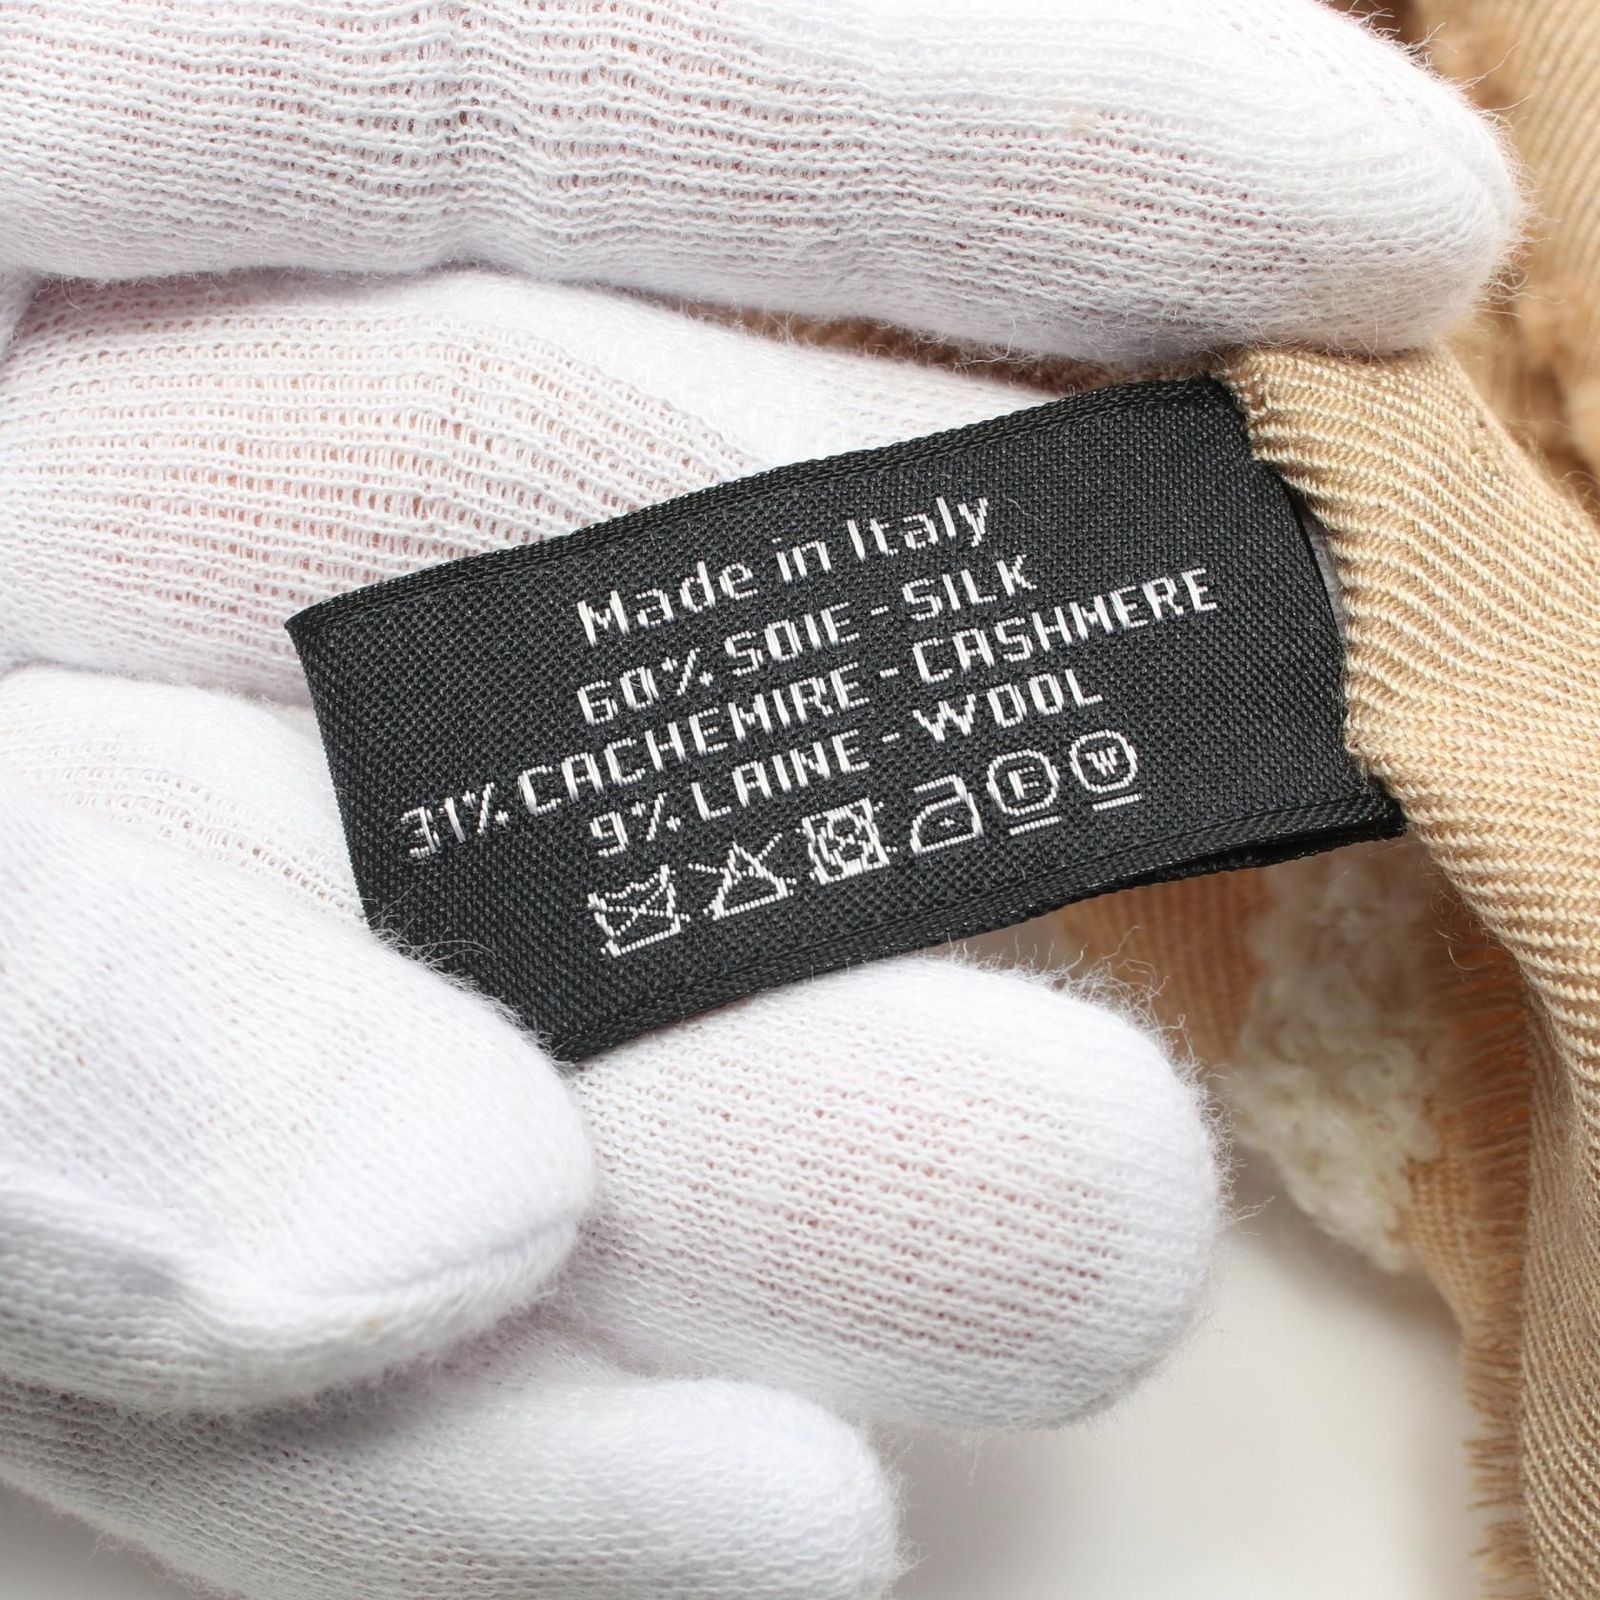 Made in Italy
60% SOIE - SILK
31% CACHEMIRE - CASHMERE
9% LAINE - WOOL
E W